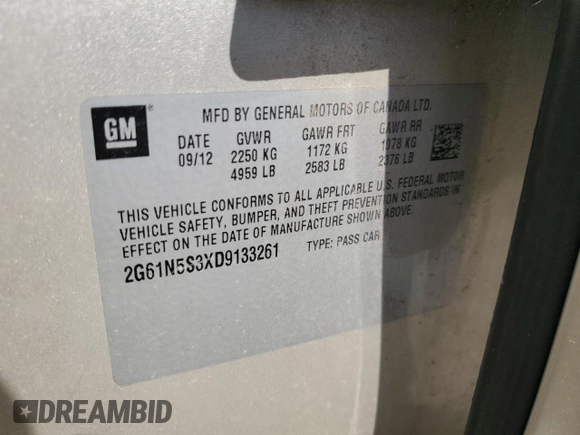 GM
MFD BY GENERAL MOTORS OF CANADA LTD.
DATE GVWR GAWR FRT GAWR RR
09/12 2250 KG 1172 KG 1078 KG
4959 LB 2583 LB 2376 LB
THIS VEHICLE CONFORMS TO ALL APPLICABLE U.S. FEDERAL MOTOR
VEHICLE SAFETY, BUMPER, AND THEFT PREVENTION STANDARDS IN
EFFECT ON THE DATE OF MANUFACTURE SHOWN ABOVE.
2G61N5S3XD9133261 TYPE: PASS CAR
DREAMBID